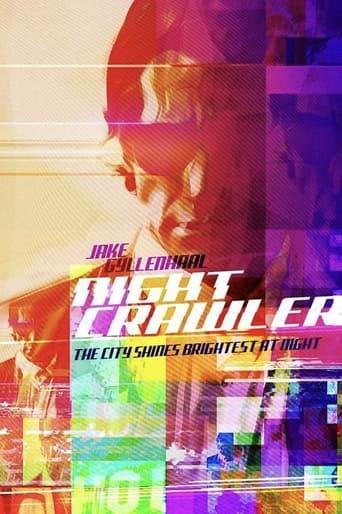 JAKE
GYLLENHAAL
NIGHT
CRAWLER
THE CITY SHINES BRIGHTEST AT NIGHT